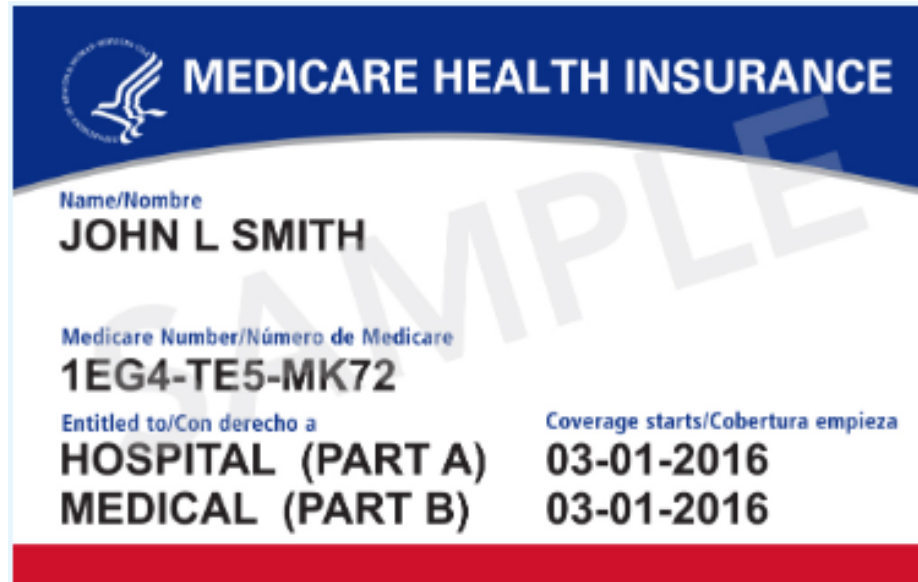 MEDICARE HEALTH INSURANCE
Name/Nombre
JOHN L SMITH
Medicare Number/Número de Medicare
1EG4-TE5-MK72
Entitled to/Con derecho a Coverage starts/Cobertura empieza
HOSPITAL (PART A) 03-01-2016
MEDICAL (PART B) 03-01-2016
SAMPLE